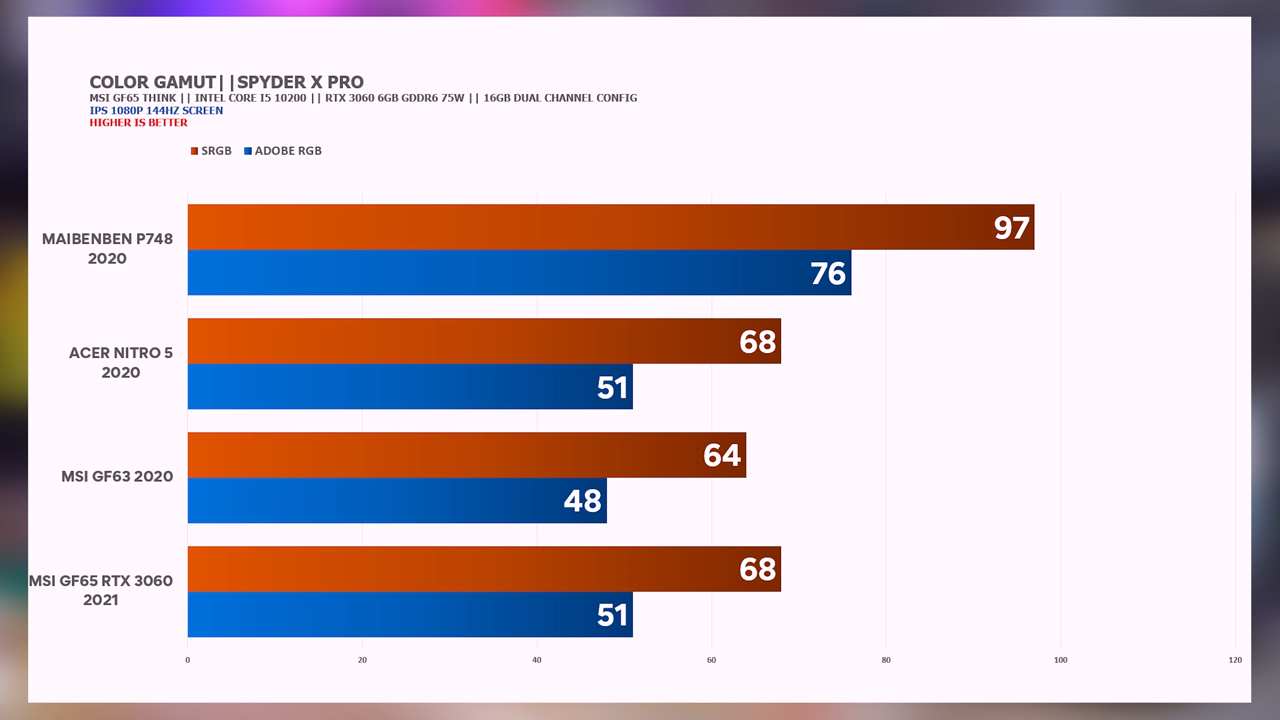 COLOR GAMUT||SPYDER X PRO
MSI GF65 THINK || INTEL CORE I5 10200 || RTX 3060 6GB GDDR6 75W || 16GB DUAL CHANNEL CONFIG
IPS 1080P 144HZ SCREEN
HIGHER IS BETTER
SRGB ADOBE RGB
MAIBENBEN P748
2020
97
76
ACER NITRO 5
2020
68
51
MSI GF63 2020
64
48
MSI GF65 RTX 3060
2021
68
51
0 20 40 60 80 100 120